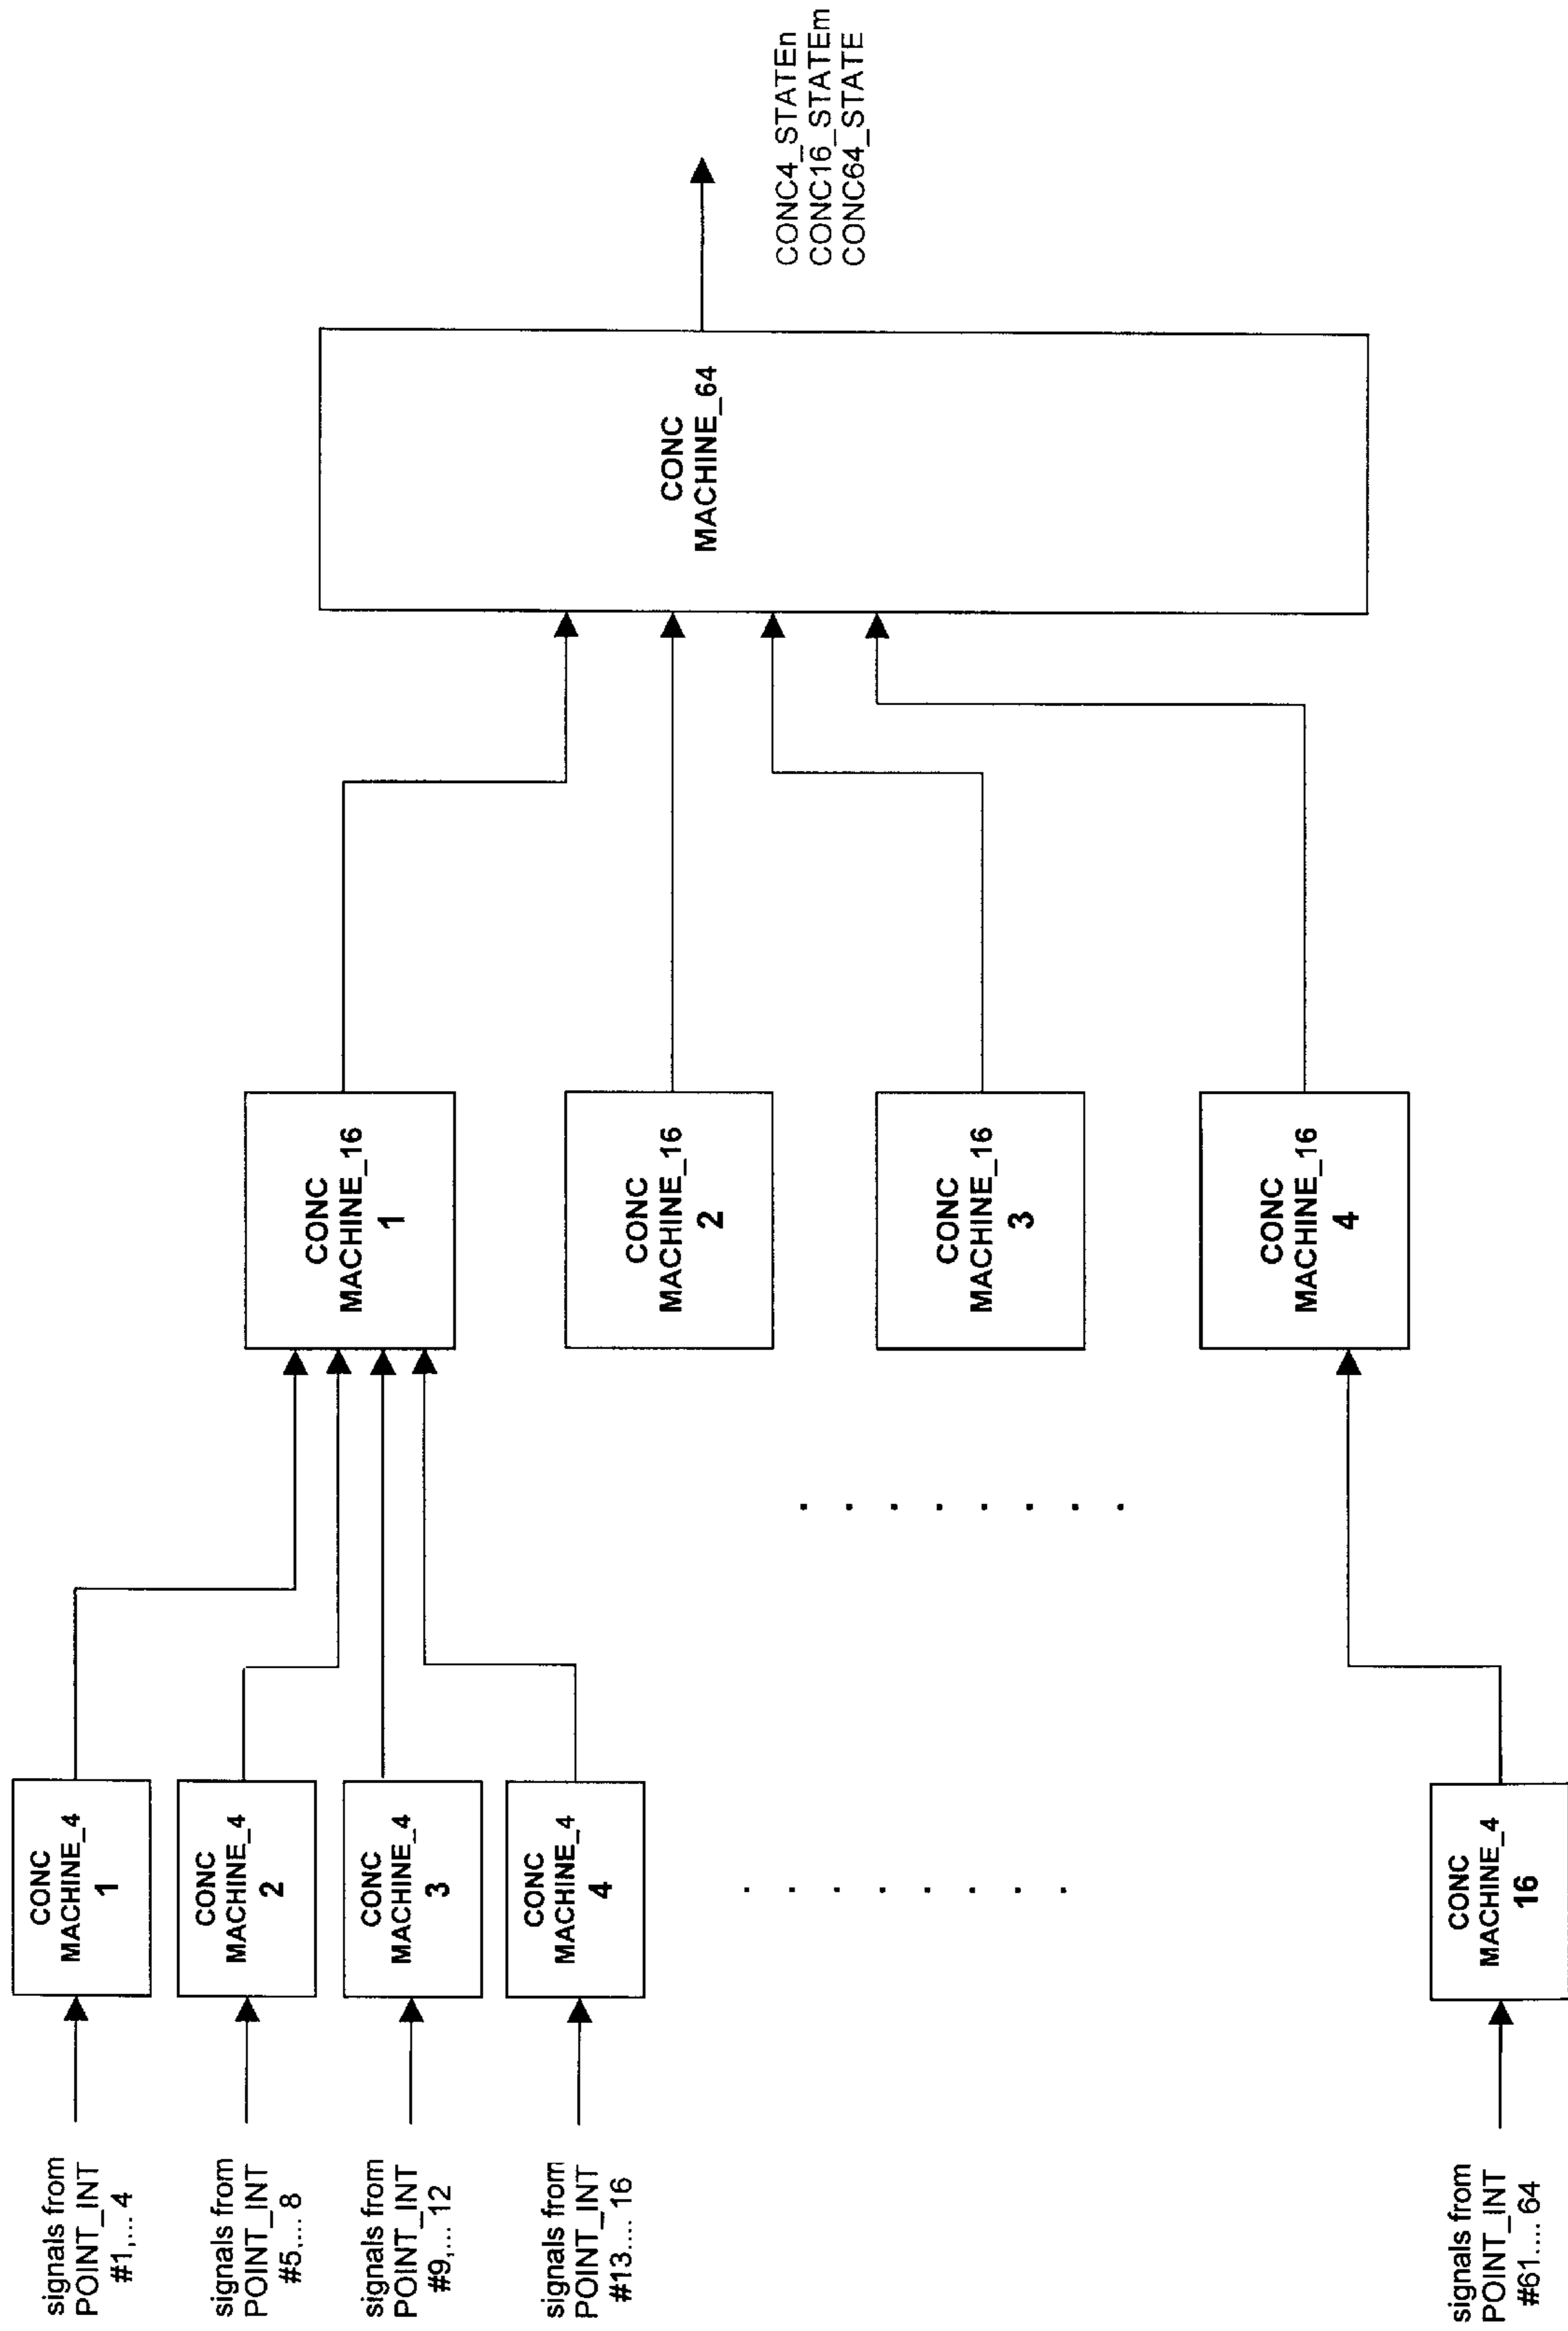 signals from
POINT_INT
#1,... 4
signals from
POINT_INT
#5,... 8
signals from
POINT_INT
#9,... 12
signals from
POINT_INT
#13.... 16
signals from
POINT_INT
#61.... 64
CONC
MACHINE_4
1
CONC
MACHINE_4
2
CONC
MACHINE_4
3
CONC
MACHINE_4
4
CONC
MACHINE_4
16
CONC
MACHINE_16
1
CONC
MACHINE_16
2
CONC
MACHINE_16
3
CONC
MACHINE_16
4
CONC
MACHINE_64
CONC4_STATEn
CONC16_STATEm
CONC64_STATE